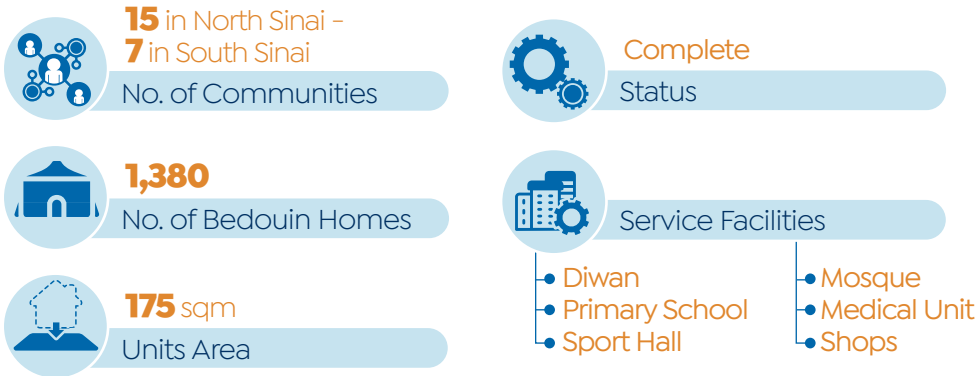 15 in North Sinai -
7 in South Sinai
No. of Communities
1,380
No. of Bedouin Homes
175 sqm
Units Area
Complete
Status
Service Facilities
Diwan
Primary School
Sport Hall
Mosque
Medical Unit
Shops